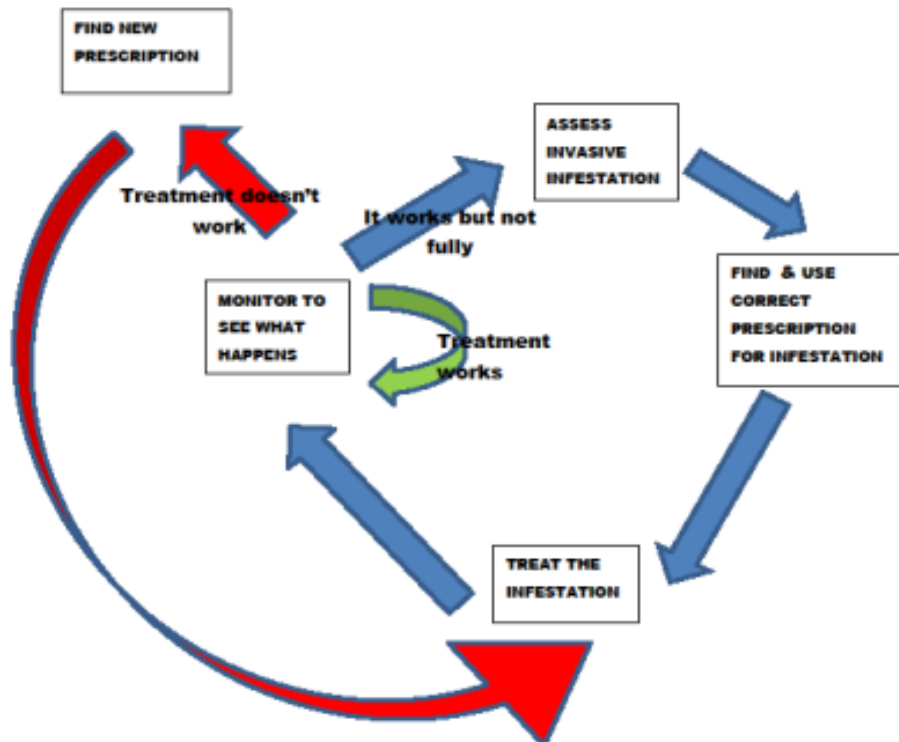 FIND NEW
PRESCRIPTION
ASSESS
INVASIVE
INFESTATION
Treatment doesn't
work
It works but not
fully
FIND & USE
CORRECT
PRESCRIPTION
FOR INFESTATION
MONITOR TO
SEE WHAT
HAPPENS
Treatment
works
TREAT THE
INFESTATION